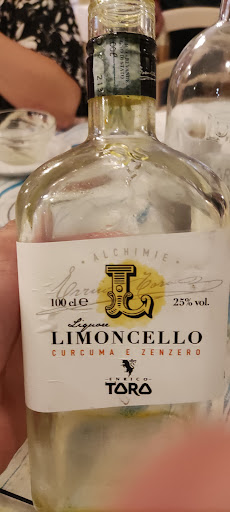 ALCHIMIE
L
100 cl e 25% vol.
Liquore
LIMONCELLO
CURCUMA E ZENZERO
ENRICO
TORO